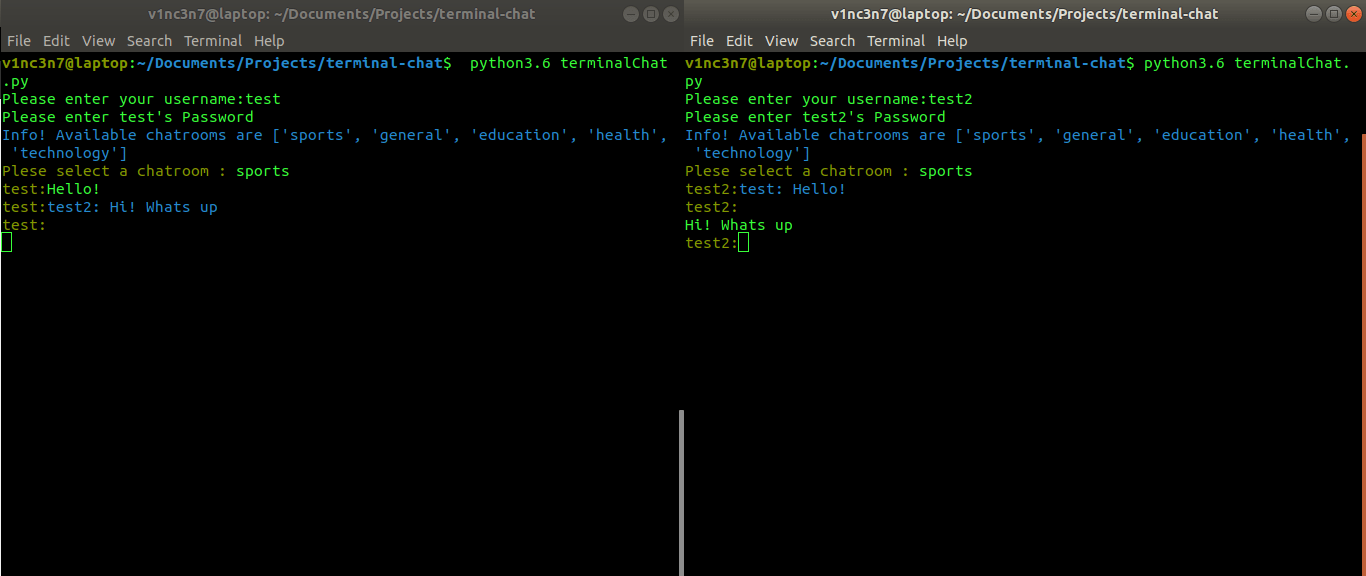 v1nc3n7@laptop: ~/Documents/Projects/terminal-chat
File Edit View Search Terminal Help
v1nc3n7@laptop:~/Documents/Projects/terminal-chat$  python3.6 terminalChat
.py
Please enter your username:test
Please enter test's Password
Info! Available chatrooms are ['sports', 'general', 'education', 'health',
 'technology']
Plese select a chatroom : sports
test:Hello!
test:test2: Hi! Whats up
test:
v1nc3n7@laptop: ~/Documents/Projects/terminal-chat
File Edit View Search Terminal Help
v1nc3n7@laptop:~/Documents/Projects/terminal-chat$ python3.6 terminalChat.
py
Please enter your username:test2
Please enter test2's Password
Info! Available chatrooms are ['sports', 'general', 'education', 'health',
 'technology']
Plese select a chatroom : sports
test2:test: Hello!
test2:
Hi! Whats up
test2: